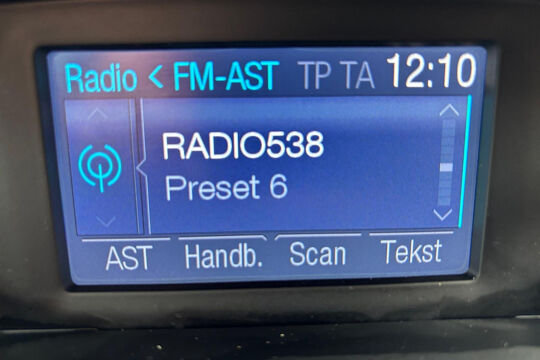 Radio < FM-AST TP TA 12:10
RADIO538
Preset 6
AST Handb. Scan Tekst